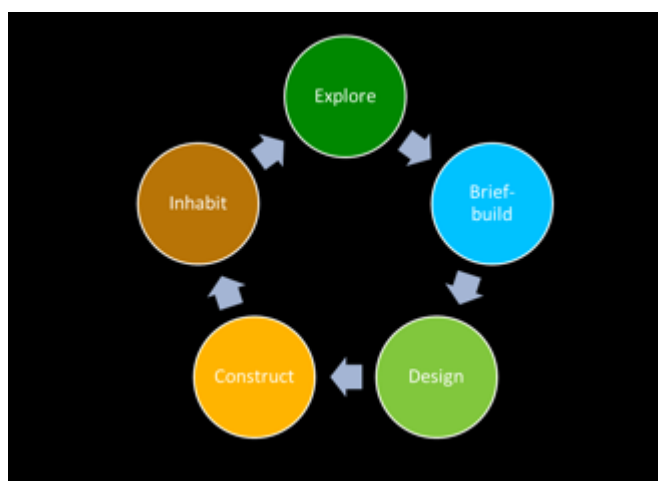 Explore
Brief-
build
Design
Construct
Inhabit